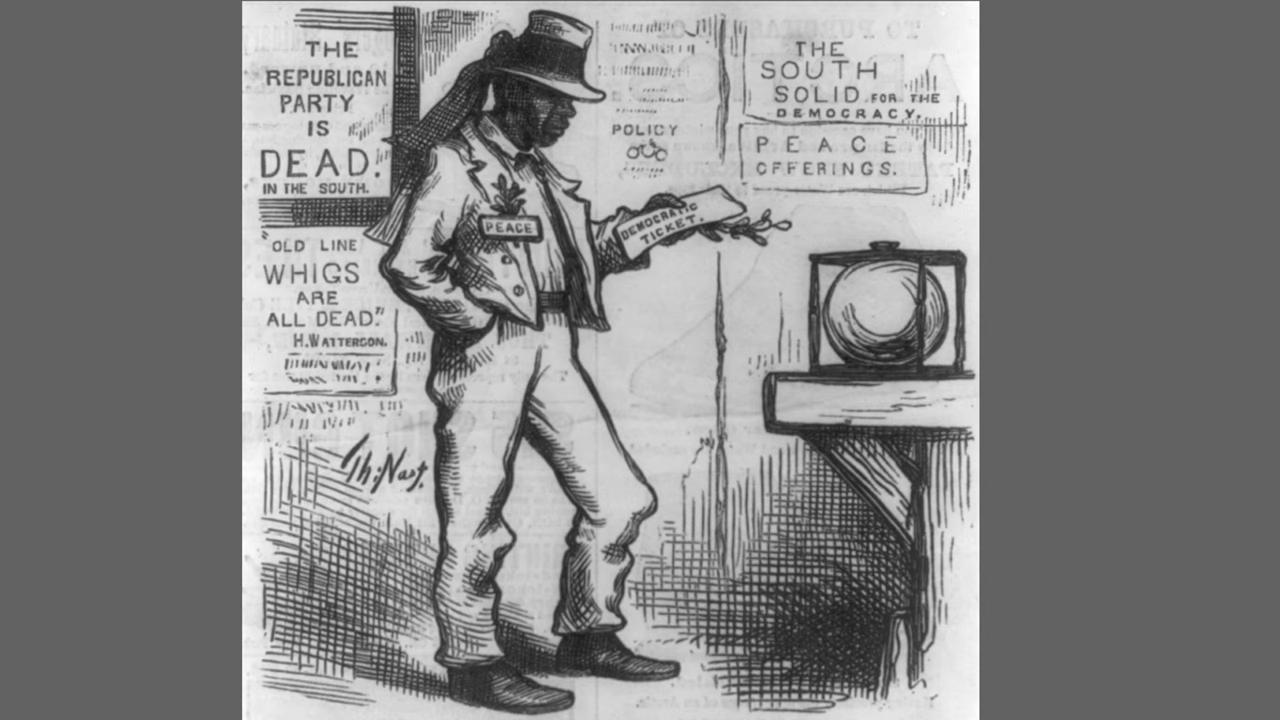 THE
REPUBLICAN
PARTY
IS
DEAD.
IN THE SOUTH.
"OLD LINE
WHIGS
ARE
ALL DEAD."
H. WATTERSON.
POLICY
THE
SOUTH
SOLID FOR THE
DEMOCRACY.
PEACE
OFFERINGS.
PEACE
DEMOCRATIC
TICKET.
Th: Nast.